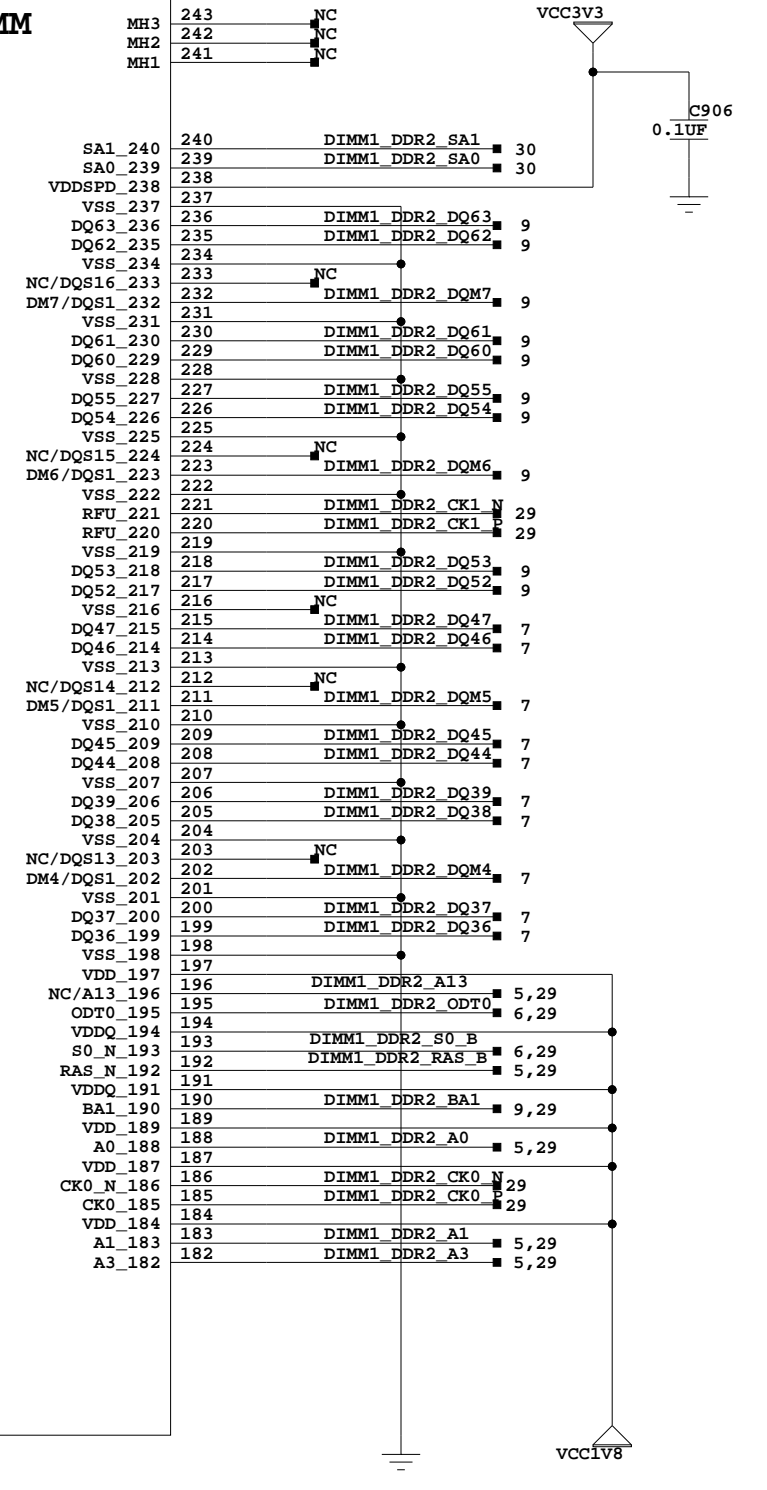 MM
MH3 243 NC
MH2 242 NC
MH1 241 NC
VCC3V3
C906
0.1UF
SA1_240 240 DIMM1_DDR2_SA1 30
SA0_239 239 DIMM1_DDR2_SA0 30
VDDSPD_238 238
VSS_237 237
DQ63_236 236 DIMM1_DDR2_DQ63 9
DQ62_235 235 DIMM1_DDR2_DQ62 9
VSS_234 234
NC/DQS16_233 233 NC
DM7/DQS1_232 232 DIMM1_DDR2_DQM7 9
VSS_231 231
DQ61_230 230 DIMM1_DDR2_DQ61 9
DQ60_229 229 DIMM1_DDR2_DQ60 9
VSS_228 228
DQ55_227 227 DIMM1_DDR2_DQ55 9
DQ54_226 226 DIMM1_DDR2_DQ54 9
VSS_225 225
NC/DQS15_224 224 NC
DM6/DQS1_223 223 DIMM1_DDR2_DQM6 9
VSS_222 222
RFU_221 221 DIMM1_DDR2_CK1_N 29
RFU_220 220 DIMM1_DDR2_CK1_P 29
VSS_219 219
DQ53_218 218 DIMM1_DDR2_DQ53 9
DQ52_217 217 DIMM1_DDR2_DQ52 9
VSS_216 216 NC
DQ47_215 215 DIMM1_DDR2_DQ47 7
DQ46_214 214 DIMM1_DDR2_DQ46 7
VSS_213 213
NC/DQS14_212 212 NC
DM5/DQS1_211 211 DIMM1_DDR2_DQM5 7
VSS_210 210
DQ45_209 209 DIMM1_DDR2_DQ45 7
DQ44_208 208 DIMM1_DDR2_DQ44 7
VSS_207 207
DQ39_206 206 DIMM1_DDR2_DQ39 7
DQ38_205 205 DIMM1_DDR2_DQ38 7
VSS_204 204
NC/DQS13_203 203 NC
DM4/DQS1_202 202 DIMM1_DDR2_DQM4 7
VSS_201 201
DQ37_200 200 DIMM1_DDR2_DQ37 7
DQ36_199 199 DIMM1_DDR2_DQ36 7
VSS_198 198
VDD_197 197
NC/A13_196 196 DIMM1_DDR2_A13 5,29
ODT0_195 195 DIMM1_DDR2_ODT0 6,29
VDDQ_194 194
S0_N_193 193 DIMM1_DDR2_S0_B 6,29
RAS_N_192 192 DIMM1_DDR2_RAS_B 5,29
VDDQ_191 191
BA1_190 190 DIMM1_DDR2_BA1 9,29
VDD_189 189
A0_188 188 DIMM1_DDR2_A0 5,29
VDD_187 187
CK0_N_186 186 DIMM1_DDR2_CK0_N 29
CK0_185 185 DIMM1_DDR2_CK0_P 29
VDD_184 184
A1_183 183 DIMM1_DDR2_A1 5,29
A3_182 182 DIMM1_DDR2_A3 5,29
VCC1V8